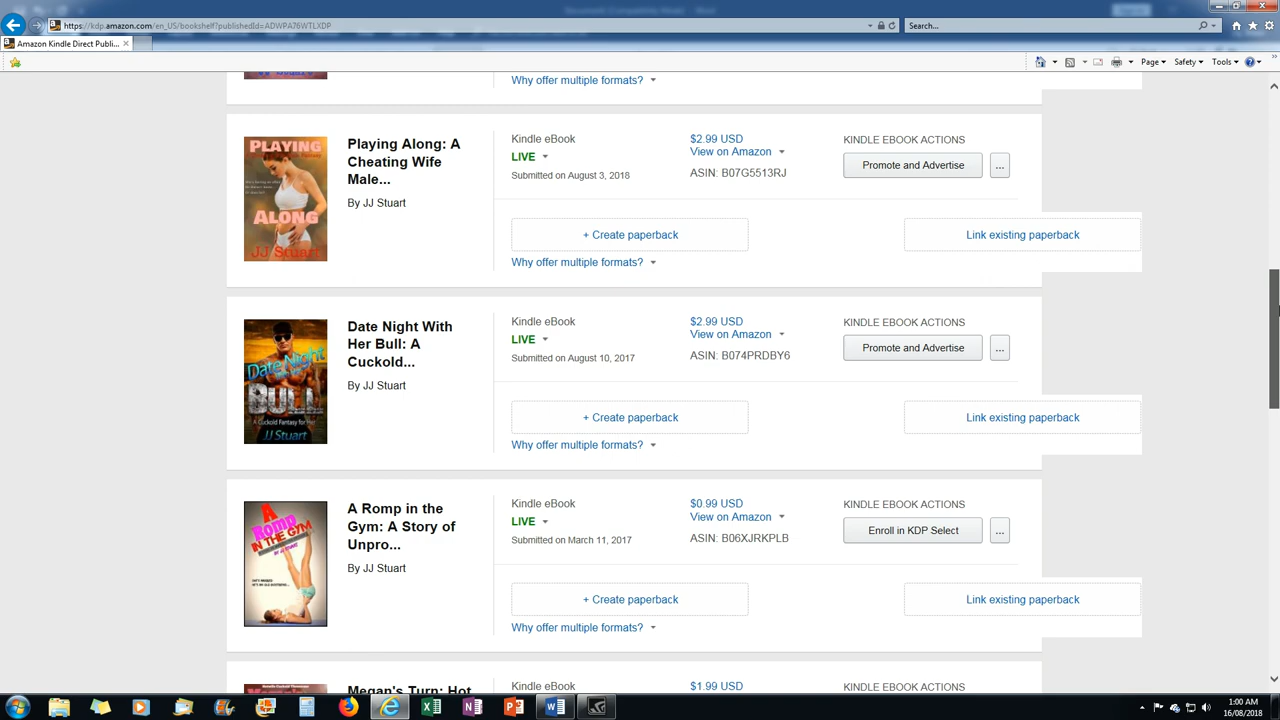 https://kdp.amazon.com/en_US/bookshelf?publishedId=ADWPA76WTLXDP
Search...
Amazon Kindle Direct Publi...
Page
Safety
Tools
Why offer multiple formats?
PLAYING
ALONG
JJ Stuart
Playing Along: A
Cheating Wife
Male...
By JJ Stuart
Kindle eBook
LIVE
Submitted on August 3, 2018
$2.99 USD
View on Amazon
ASIN: B07G5513RJ
KINDLE EBOOK ACTIONS
Promote and Advertise
...
+ Create paperback
Link existing paperback
Why offer multiple formats?
Date Night
BULL
A Cuckold Fantasy for Her
JJ Stuart
Date Night With
Her Bull: A
Cuckold...
By JJ Stuart
Kindle eBook
LIVE
Submitted on August 10, 2017
$2.99 USD
View on Amazon
ASIN: B074PRDBY6
KINDLE EBOOK ACTIONS
Promote and Advertise
...
+ Create paperback
Link existing paperback
Why offer multiple formats?
A
ROMP
IN THE GYM
BY JJ STUART
A Romp in the
Gym: A Story of
Unpro...
By JJ Stuart
Kindle eBook
LIVE
Submitted on March 11, 2017
$0.99 USD
View on Amazon
ASIN: B06XJRKPLB
KINDLE EBOOK ACTIONS
Enroll in KDP Select
...
+ Create paperback
Link existing paperback
Why offer multiple formats?
Megan's Turn: Hot
Kindle eBook
KINDLE EBOOK ACTIONS
1:00 AM
16/08/2018